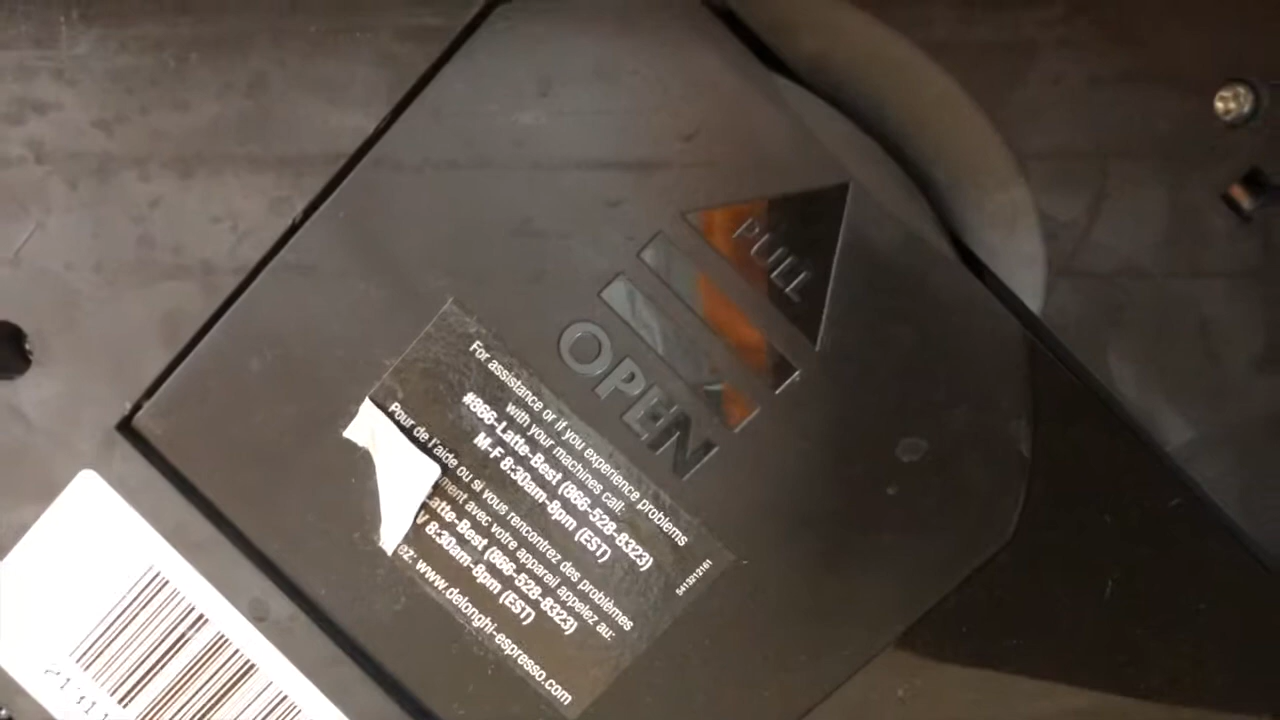 PULL
OPEN
For assistance or if you experience problems
with your machines call:
#866-Latte-Best (866-528-8323)
M-F 8:30am-8pm (EST)
Pour de l'aide ou si vous rencontrez des problèmes
avec votre appareil appelez au:
Latte-Best (866-528-8323)
V 8:30am-8pm (EST)
www.delonghi-espresso.com
5413212161
21311